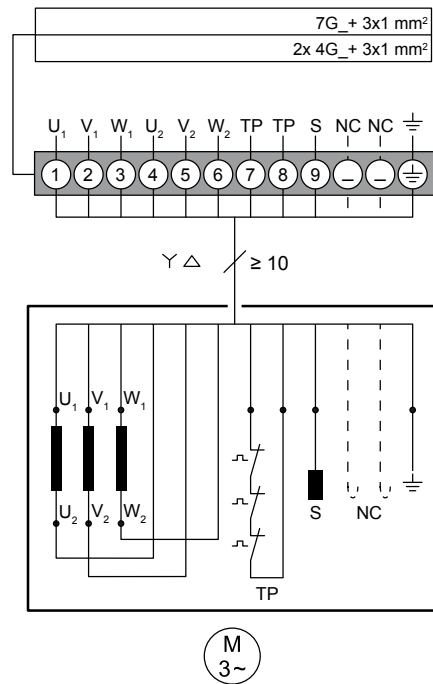 7G_+ 3x1 mm²
2x 4G_+ 3x1 mm²
U₁ V₁ W₁ U₂ V₂ W₂ TP TP S NC NC
1 2 3 4 5 6 7 8 9 _ _
≥ 10
U₁ V₁ W₁
U₂ V₂ W₂
S NC
TP
M
3~